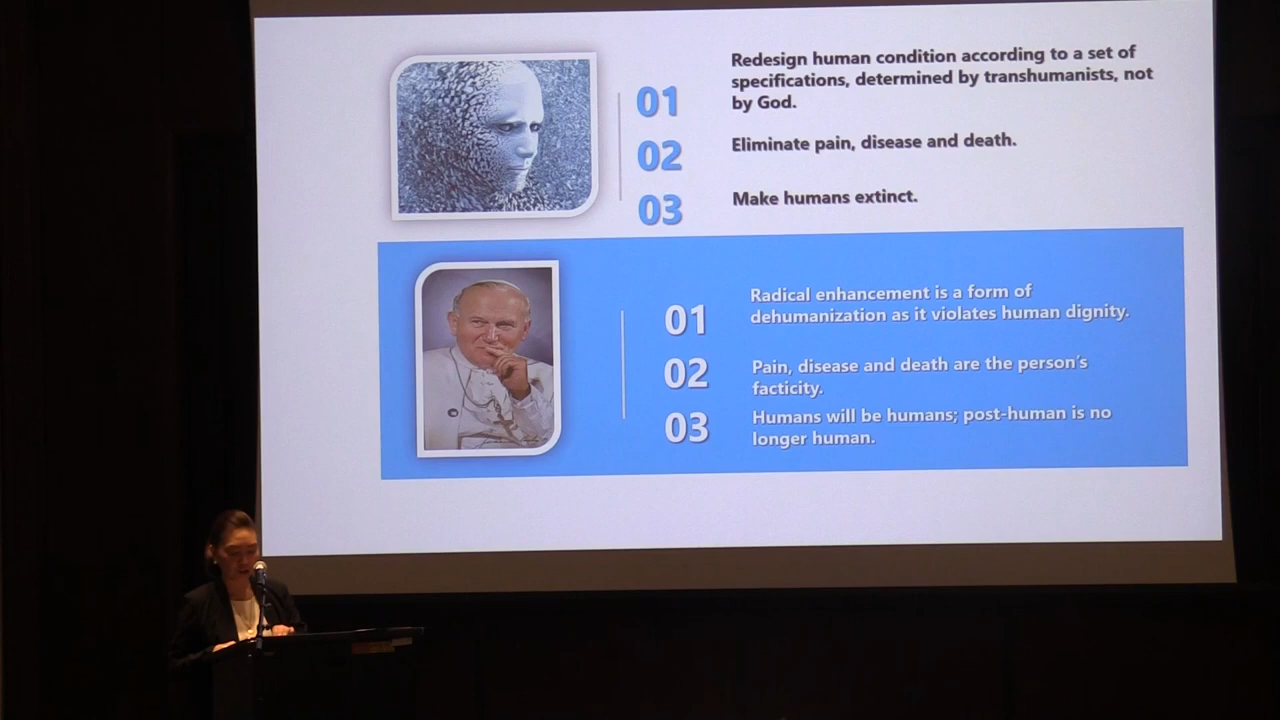 01
Redesign human condition according to a set of
specifications, determined by transhumanists, not
by God.
02
Eliminate pain, disease and death.
03
Make humans extinct.
01
Radical enhancement is a form of
dehumanization as it violates human dignity.
02
Pain, disease and death are the person's
facticity.
03
Humans will be humans; post-human is no
longer human.